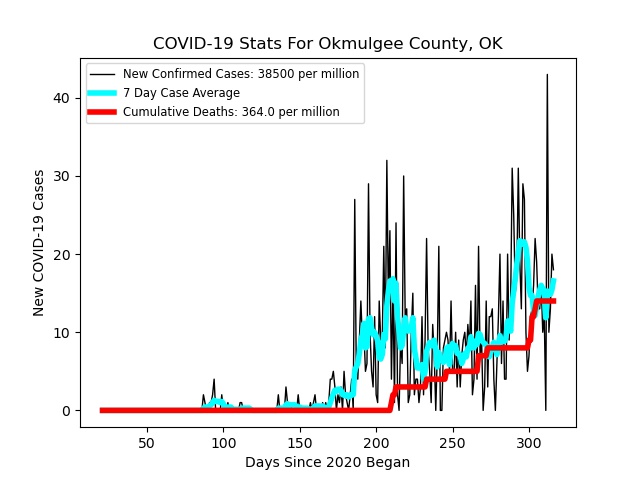 COVID-19 Stats For Okmulgee County, OK
New Confirmed Cases: 38500 per million
7 Day Case Average
Cumulative Deaths: 364.0 per million
New COVID-19 Cases
40
30
20
10
0
50 100 150 200 250 300
Days Since 2020 Began